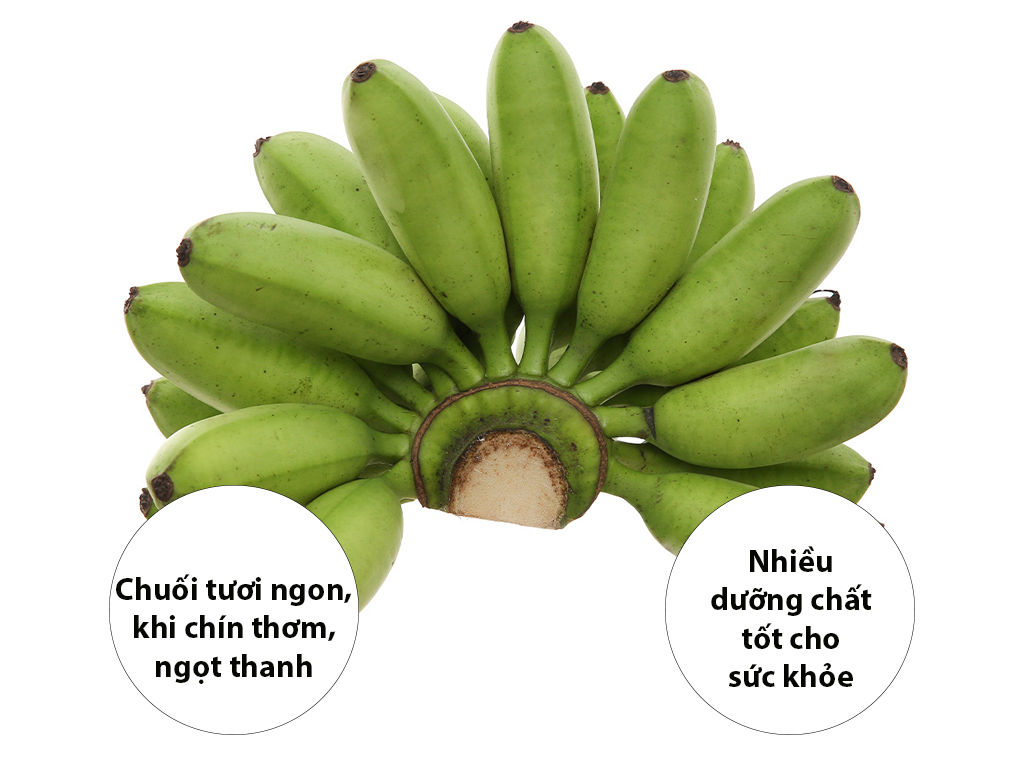 Chuối tươi ngon,
khi chín thơm,
ngọt thanh
Nhiều
dưỡng chất
tốt cho
sức khỏe